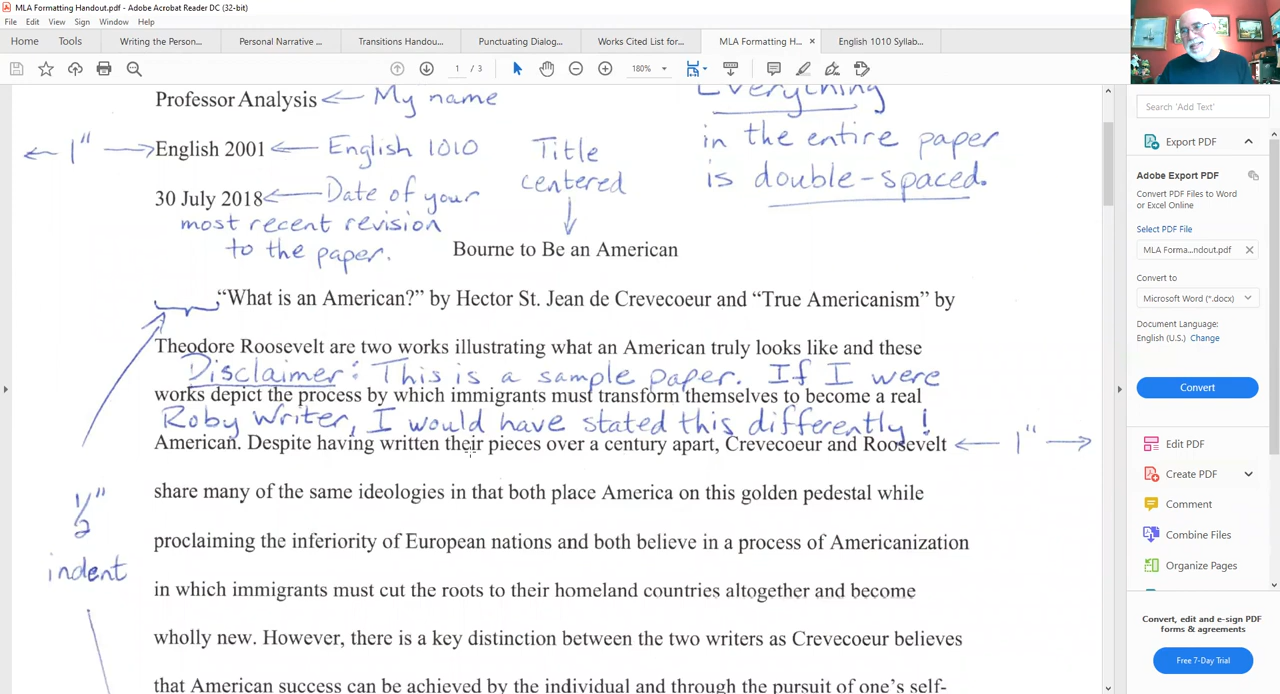 MLA Formatting Handout.pdf - Adobe Acrobat Reader DC (32-bit)
File Edit View Sign Window Help
Home Tools Writing the Person... Personal Narrative ... Transitions Handou... Punctuating Dialog... Works Cited List for... MLA Formatting H... × English 1010 Syllab...
1 / 3 180%
Professor Analysis My name
Everything
in the entire paper
is double-spaced.
1" English 2001 English 1010
Title
centered
30 July 2018 Date of your
most recent revision
to the paper.
Bourne to Be an American
“What is an American?” by Hector St. Jean de Crevecoeur and “True Americanism” by
Theodore Roosevelt are two works illustrating what an American truly looks like and these
Disclaimer: This is a sample paper. If I were
works depict the process by which immigrants must transform themselves to become a real
Roby Writer, I would have stated this differently!
American. Despite having written their pieces over a century apart, Crevecoeur and Roosevelt 1"
share many of the same ideologies in that both place America on this golden pedestal while
1/2"
indent
proclaiming the inferiority of European nations and both believe in a process of Americanization
in which immigrants must cut the roots to their homeland countries altogether and become
wholly new. However, there is a key distinction between the two writers as Crevecoeur believes
that American success can be achieved by the individual and through the pursuit of one’s self-
Search 'Add Text'
Export PDF
Adobe Export PDF
Convert PDF Files to Word
or Excel Online
Select PDF File
MLA Forma...ndout.pdf
Convert to
Microsoft Word (*.docx)
Document Language:
English (U.S.) Change
Convert
Edit PDF
Create PDF
Comment
Combine Files
Organize Pages
Convert, edit and e-sign PDF
forms & agreements
Free 7-Day Trial